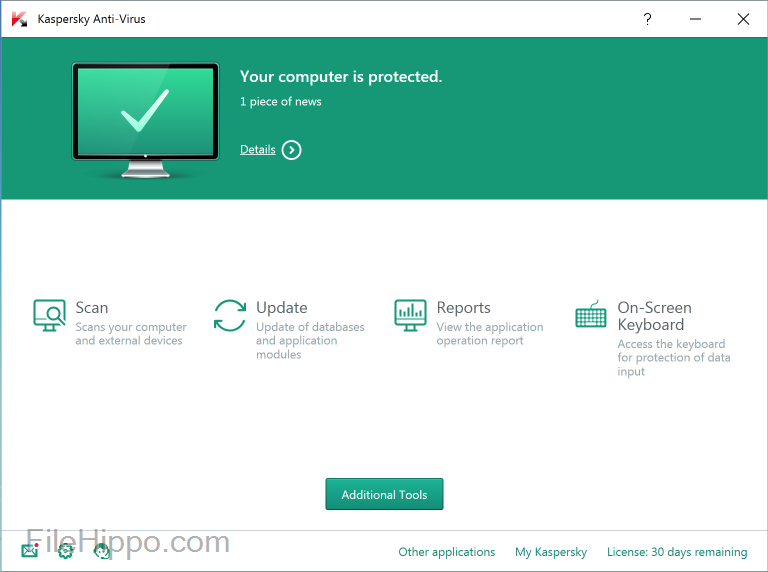 Kaspersky Anti-Virus
?
Your computer is protected.
1 piece of news
Details
Scan
Scans your computer
and external devices
Update
Update of databases
and application
modules
Reports
View the application
operation report
On-Screen
Keyboard
Access the keyboard
for protection of data
input
Additional Tools
FileHippo.com
Other applications
My Kaspersky
License: 30 days remaining